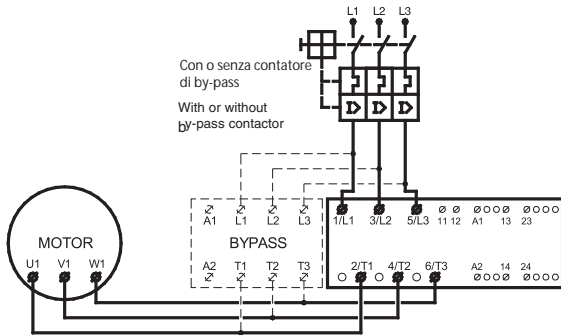 L1 L2 L3
Con o senza contatore
di by-pass
With or without
by-pass contactor
A1 L1 L2 L3
1/L1 3/L2 5/L3 11 12 A1 13 23
MOTOR
BYPASS
U1 V1 W1
A2 T1 T2 T3
2/T1 4/T2 6/T3 A2 14 24